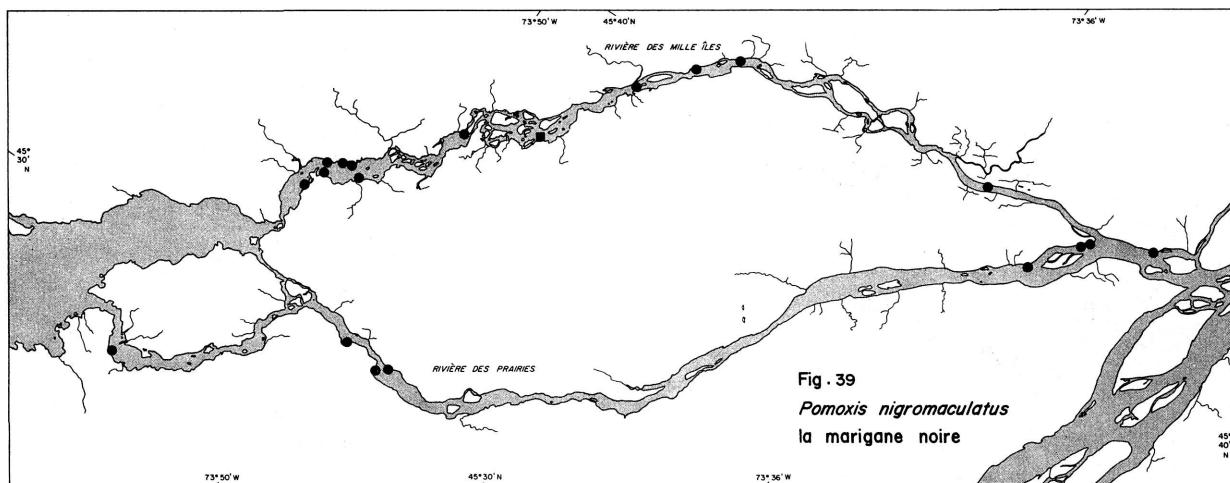 73° 50' W
45° 40' N
73° 36' W
RIVIÈRE DES MILLE ÎLES
45°
30'
N
RIVIÈRE DES PRAIRIES
Fig. 39
Pomoxis nigromaculatus
la marigane noire
45°
40'
N
73° 50' W
45° 30' N
73° 36' W